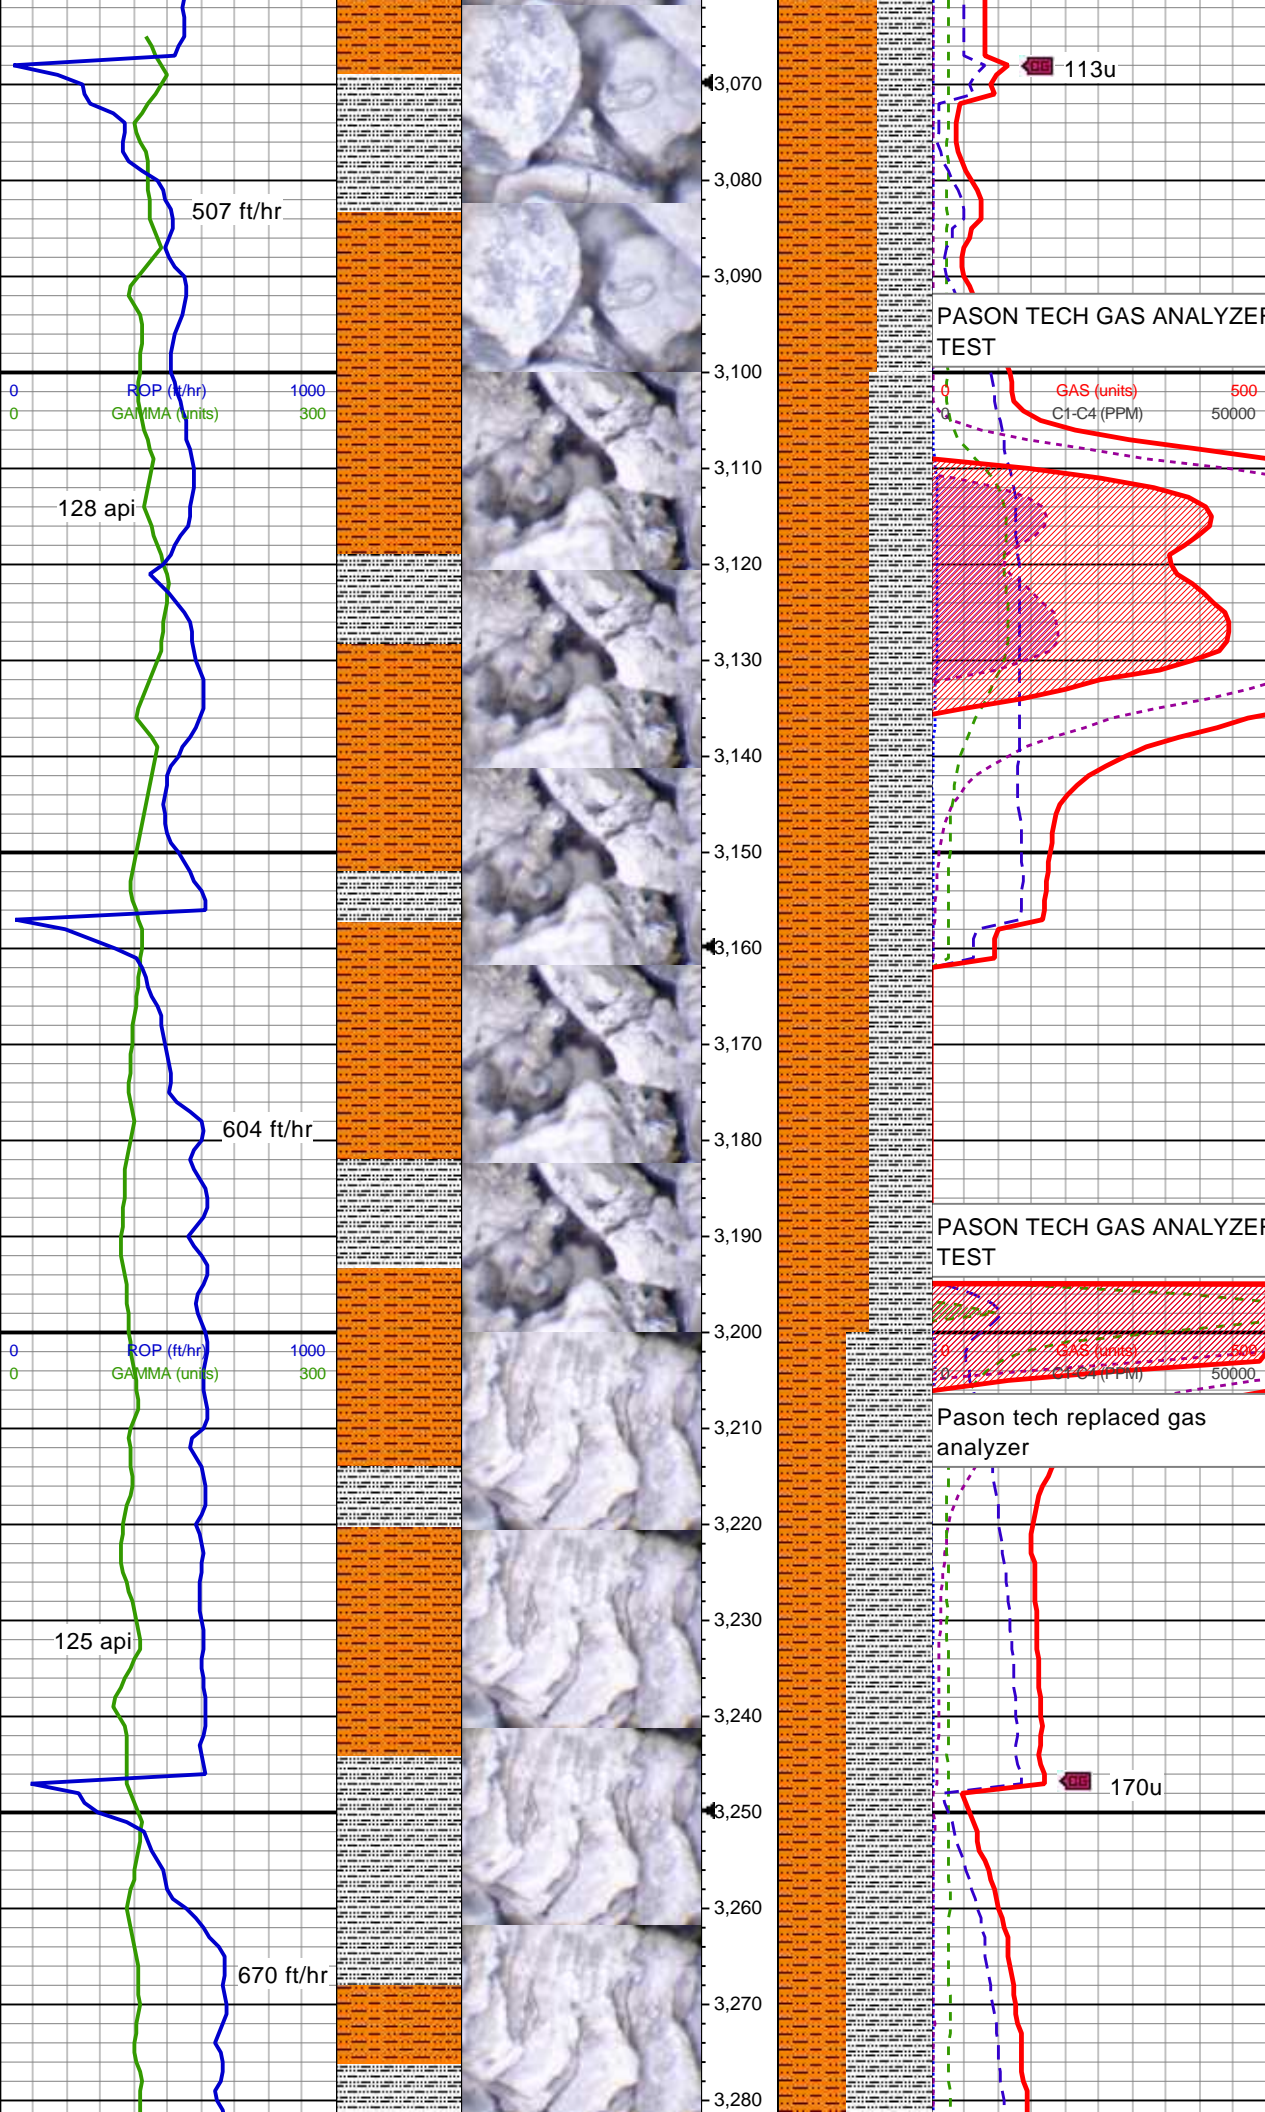 3,070
CG 113u
3,080
507 ft/hr
3,090
PASON TECH GAS ANALYZER
TEST
3,100
0 ROP (ft/hr) 1000
0 GAMMA (units) 300
0 GAS (units) 500
0 C1-C4 (PPM) 50000
3,110
128 api
3,120
3,130
3,140
3,150
3,160
3,170
604 ft/hr
3,180
3,190
PASON TECH GAS ANALYZER
TEST
3,200
0 ROP (ft/hr) 1000
0 GAMMA (units) 300
0 GAS (units) 500
0 C1-C4 (PPM) 50000
3,210
Pason tech replaced gas
analyzer
3,220
3,230
125 api
3,240
CG 170u
3,250
3,260
670 ft/hr
3,270
3,280